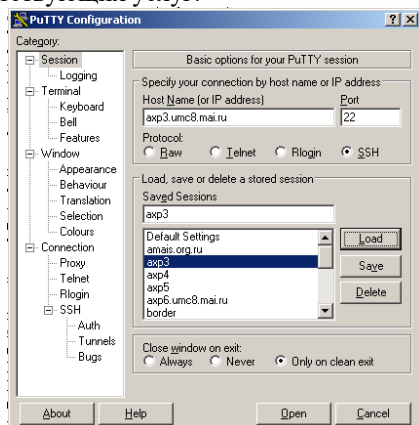 ствующих услуг.
PuTTY Configuration
Category:
Session
Logging
Terminal
Keyboard
Bell
Features
Window
Appearance
Behaviour
Translation
Selection
Colours
Connection
Proxy
Telnet
Rlogin
SSH
Auth
Tunnels
Bugs
Basic options for your PuTTY session
Specify your connection by host name or IP address
Host Name (or IP address) Port
axp3.umc8.mai.ru 22
Protocol:
Raw Telnet Rlogin SSH
Load, save or delete a stored session
Saved Sessions
axp3
Default Settings
amais.org.ru
axp3
axp4
axp5
axp6.umc8.mai.ru
border
Load
Save
Delete
Close window on exit:
Always Never Only on clean exit
About Help Open Cancel